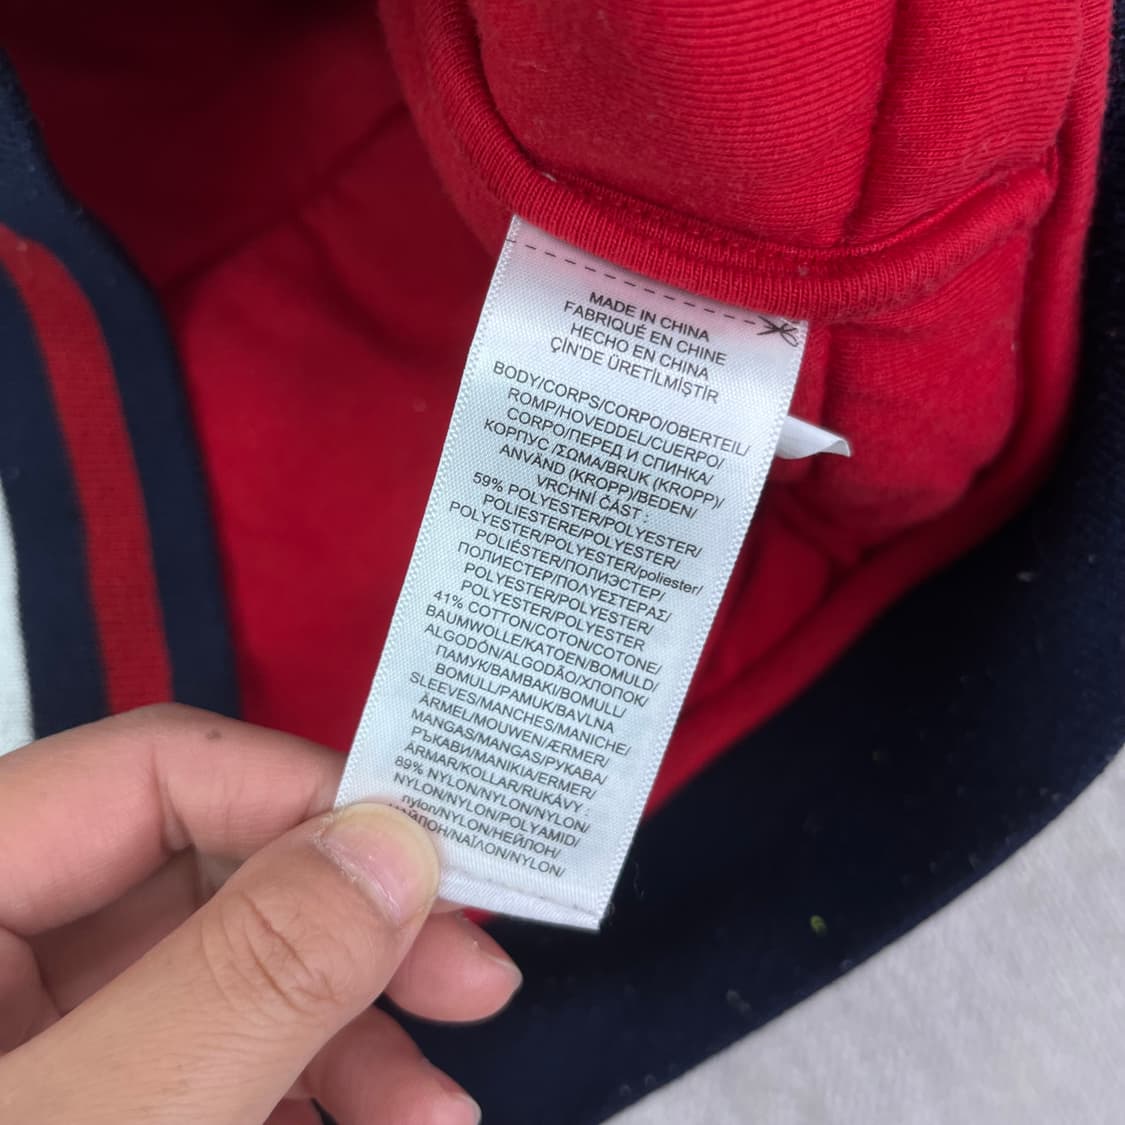 MADE IN CHINA
FABRIQUÉ EN CHINE
HECHO EN CHINA
ÇİN'DE ÜRETİLMİŞTİR
BODY/CORPS/CORPO/OBERTEIL/
ROMP/HOVEDDEL/CUERPO/
CORPO/ПЕРЕД И СПИНКА/
КОРПУС /ΣΩΜΑ/BRUK (KROPP)/
ANVÄND (KROPP)/BEDEN/
VRCHNÍ ČÁST :
59% POLYESTER/POLYESTER/
POLIESTERE/POLYESTER/
POLYESTER/POLYESTER/poliester/
POLIÉSTER/ПОЛИЭСТЕР/
ПОЛИЕСТЕР/ΠΟΛΥΕΣΤΕΡΑΣ/
POLYESTER/POLYESTER/
POLYESTER/POLYESTER
41% COTTON/COTON/COTONE/
BAUMWOLLE/KATOEN/BOMULD/
ALGODÓN/ALGODÃO/ХЛОПОК/
ПАМУК/ΒΑΜΒΑΚΙ/BOMULL/
BOMULL/PAMUK/BAVLNA
SLEEVES/MANCHES/MANICHE/
ÄRMEL/MOUWEN/ÆRMER/
MANGAS/MANGAS/РУКАВА/
РЪКАВИ/ΜΑΝΙΚΙΑ/ERMER/
ÄRMAR/KOLLAR/RUKÁVY :
89% NYLON/NYLON/NYLON/
NYLON/NYLON/POLYAMID/
nylon/NYLON/НЕЙЛОН/
НАЙЛОН/ΝΑΪΛΟΝ/NYLON/